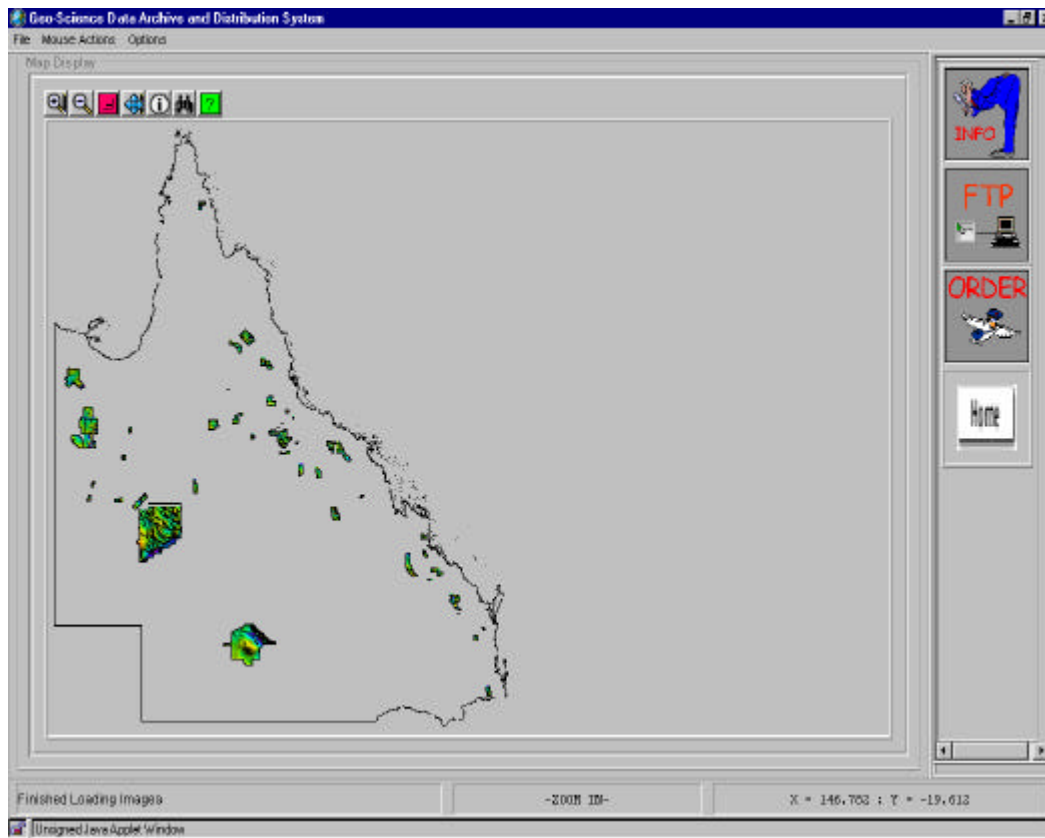 Geo-Science Data Archive and Distribution System
File Mouse Actions Options
Map Display
?
INFO
FTP
ORDER
Home
Finished Loading Images
-ZOOM IN-
X = 146.782 : Y = -19.612
Unsigned Java Applet Window